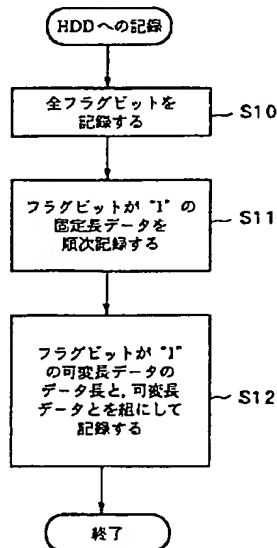 HDDへの記録
全フラグビットを
記録する
S10
フラグビットが"1"の
固定長データを
順次記録する
S11
フラグビットが"1"
の可変長データの
データ長と,可変長
データとを組にして
記録する
S12
終了